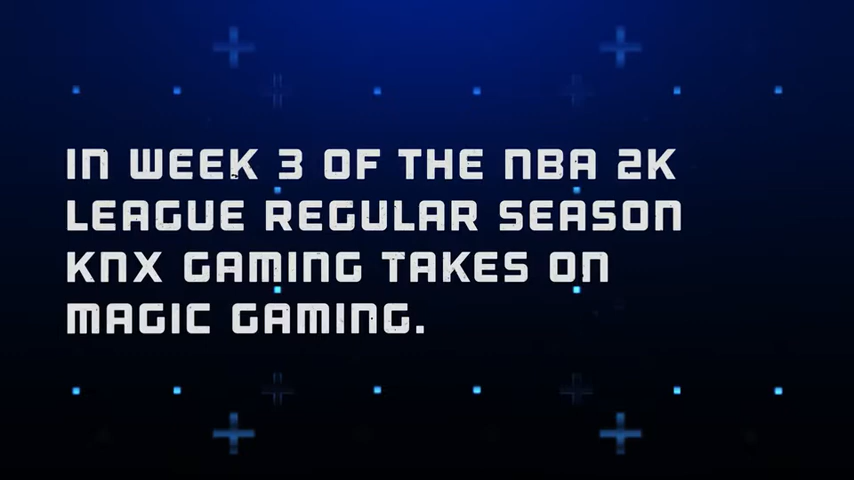 IN WEEK 3 OF THE NBA 2K
LEAGUE REGULAR SEASON
KNX GAMING TAKES ON
MAGIC GAMING.